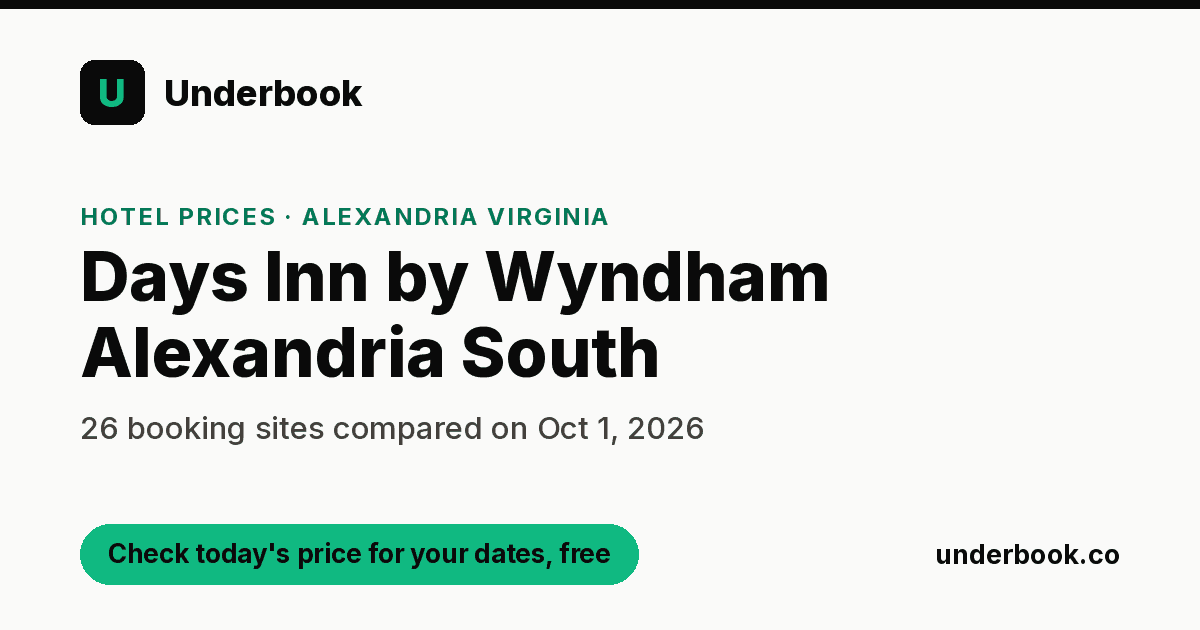 U Underbook
HOTEL PRICES · ALEXANDRIA VIRGINIA
Days Inn by Wyndham
Alexandria South
26 booking sites compared on Oct 1, 2026
Check today's price for your dates, free
underbook.co